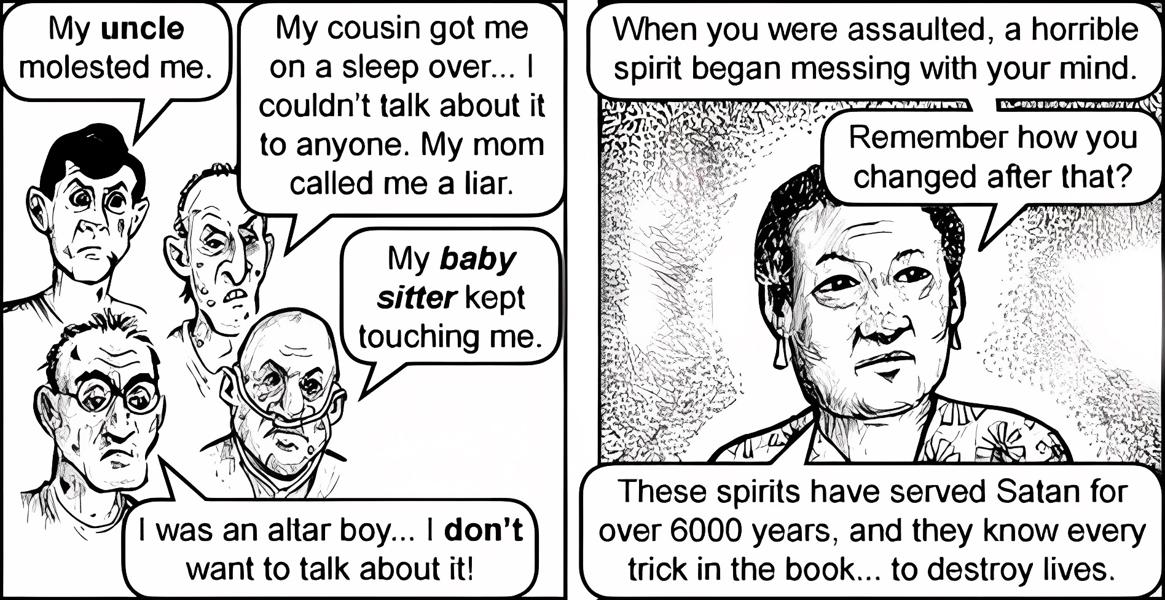 My uncle
molested me.
My cousin got me
on a sleep over... I
couldn't talk about it
to anyone. My mom
called me a liar.
My baby
sitter kept
touching me.
I was an altar boy... I don't
want to talk about it!
When you were assaulted, a horrible
spirit began messing with your mind.
Remember how you
changed after that?
These spirits have served Satan for
over 6000 years, and they know every
trick in the book... to destroy lives.